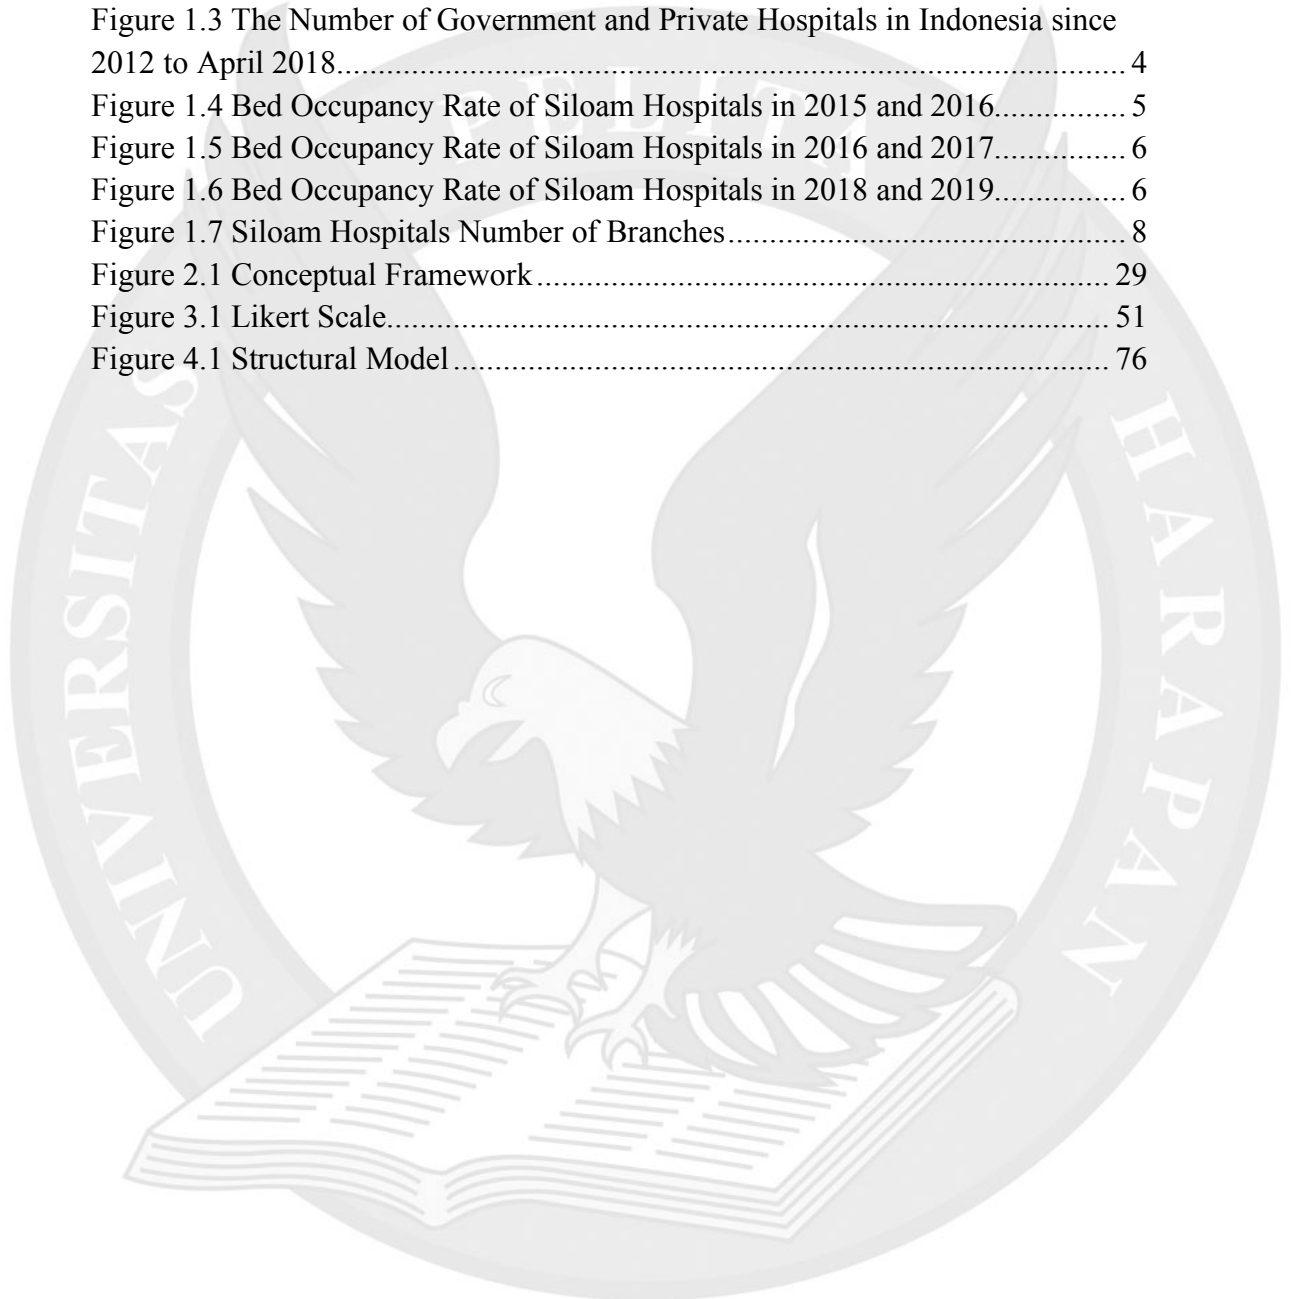 Figure 1.3 The Number of Government and Private Hospitals in Indonesia since
2012 to April 2018.................................................................................................... 4
Figure 1.4 Bed Occupancy Rate of Siloam Hospitals in 2015 and 2016................ 5
Figure 1.5 Bed Occupancy Rate of Siloam Hospitals in 2016 and 2017................ 6
Figure 1.6 Bed Occupancy Rate of Siloam Hospitals in 2018 and 2019................ 6
Figure 1.7 Siloam Hospitals Number of Branches.................................................. 8
Figure 2.1 Conceptual Framework........................................................................ 29
Figure 3.1 Likert Scale........................................................................................... 51
Figure 4.1 Structural Model................................................................................... 76
UNIVERSITAS PELITA HARAPAN